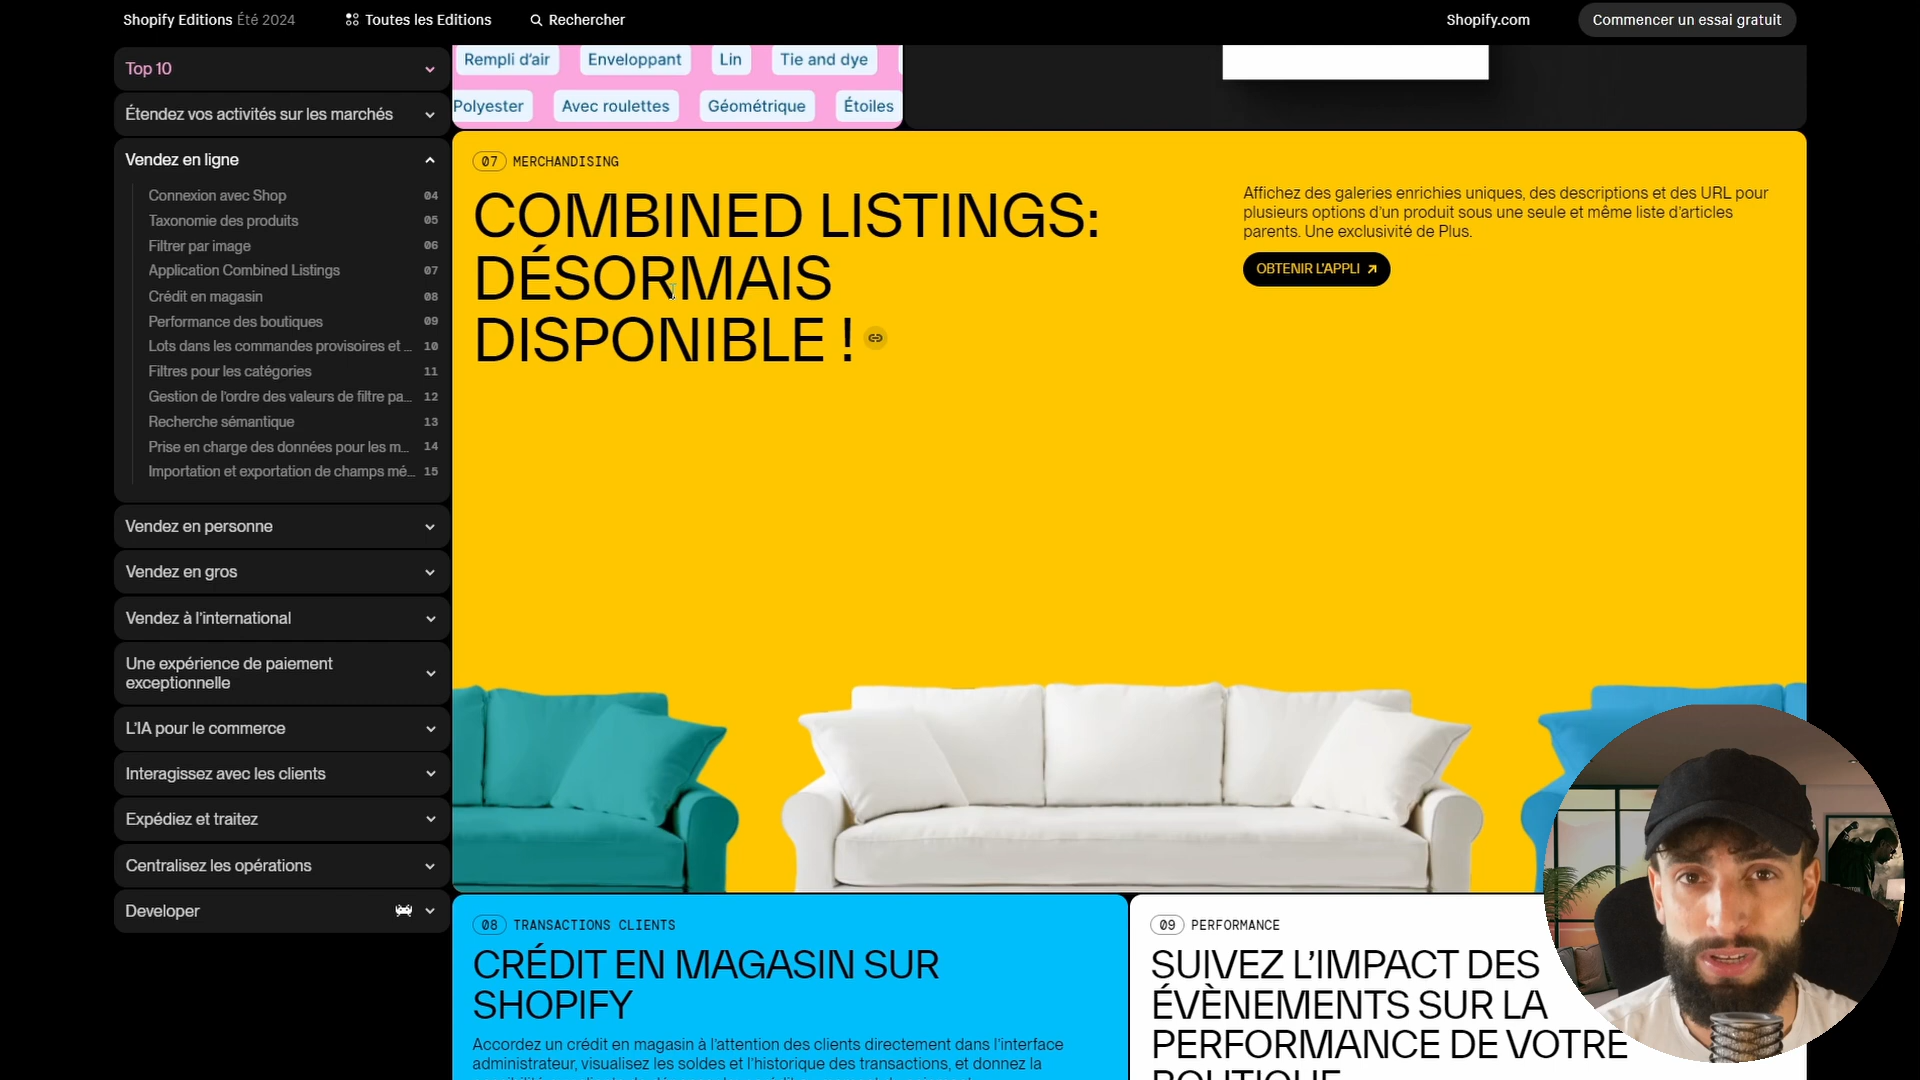 Shopify Editions Été 2024
Toutes les Editions
Rechercher
Shopify.com
Commencer un essai gratuit
Top 10
Étendez vos activités sur les marchés
Vendez en ligne
Connexion avec Shop 04
Taxonomie des produits 05
Filtrer par image 06
Application Combined Listings 07
Crédit en magasin 08
Performance des boutiques 09
Lots dans les commandes provisoires et ... 10
Filtres pour les catégories 11
Gestion de l'ordre des valeurs de filtre pa... 12
Recherche sémantique 13
Prise en charge des données pour les m... 14
Importation et exportation de champs mé... 15
Vendez en personne
Vendez en gros
Vendez à l'international
Une expérience de paiement
exceptionnelle
L'IA pour le commerce
Interagissez avec les clients
Expédiez et traitez
Centralisez les opérations
Developer
Rempli d'air
Enveloppant
Lin
Tie and dye
Polyester
Avec roulettes
Géométrique
Étoiles
07 MERCHANDISING
COMBINED LISTINGS:
DÉSORMAIS
DISPONIBLE !
Affichez des galeries enrichies uniques, des descriptions et des URL pour
plusieurs options d'un produit sous une seule et même liste d'articles
parents. Une exclusivité de Plus.
OBTENIR L'APPLI
08 TRANSACTIONS CLIENTS
CRÉDIT EN MAGASIN SUR
SHOPIFY
Accordez un crédit en magasin à l'attention des clients directement dans l'interface
administrateur, visualisez les soldes et l'historique des transactions, et donnez la
09 PERFORMANCE
SUIVEZ L'IMPACT DES
ÉVÈNEMENTS SUR LA
PERFORMANCE DE VOTRE
BOUTIQUE